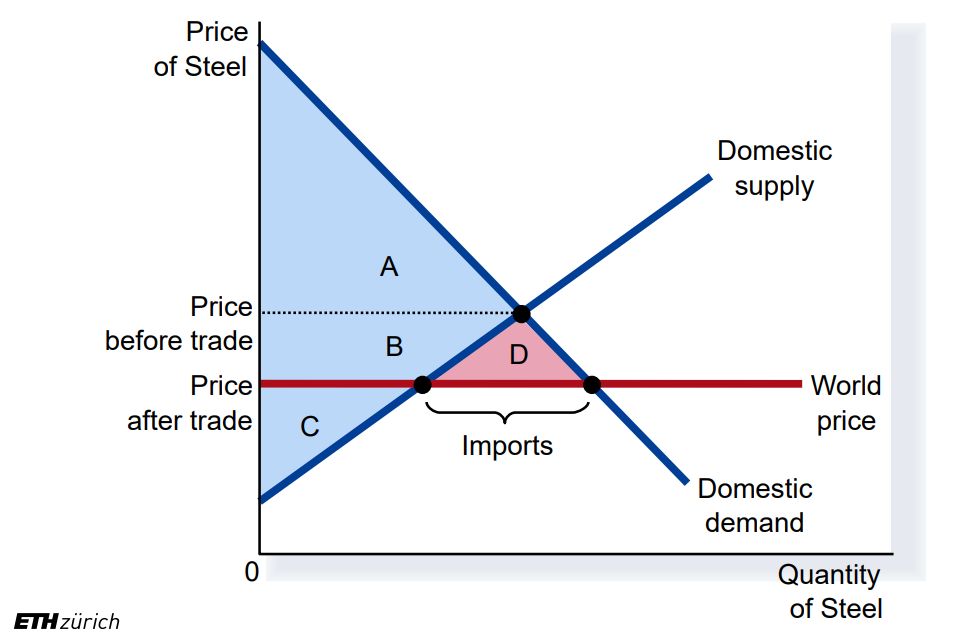 Price
of Steel
Domestic
supply
A
Price
before trade
B
D
Price
after trade
World
price
C
Imports
Domestic
demand
0
Quantity
of Steel
ETH zürich